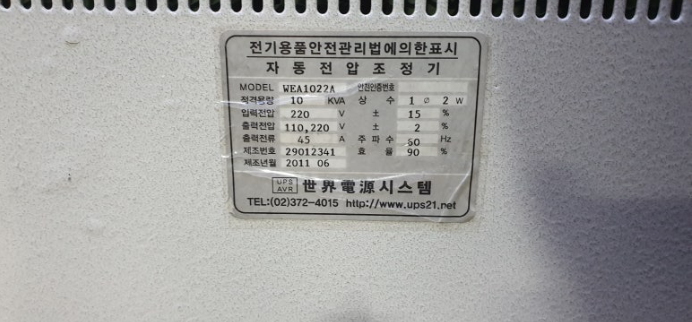 전기용품안전관리법에의한표시
자동전압조정기
MODEL WEA1022A 안전인증번호
정격용량 10 KVA 상 수 1 ø 2 W
입력전압 220 V ± 15 %
출력전압 110,220 V ± 2 %
출력전류 45 A 주파수 60 Hz
제조번호 29012341 효 율 90 %
제조년월 2011 06
UPS AVR 世界電源시스템
TEL:(02)372-4015 http://www.ups21.net